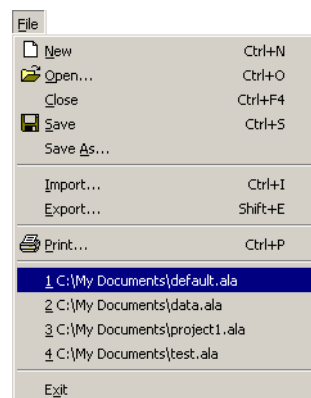 File
New Ctrl+N
Open... Ctrl+O
Close Ctrl+F4
Save Ctrl+S
Save As...
Import... Ctrl+I
Export... Shift+E
Print... Ctrl+P
1 C:\My Documents\default.ala
2 C:\My Documents\data.ala
3 C:\My Documents\project1.ala
4 C:\My Documents\test.ala
Exit